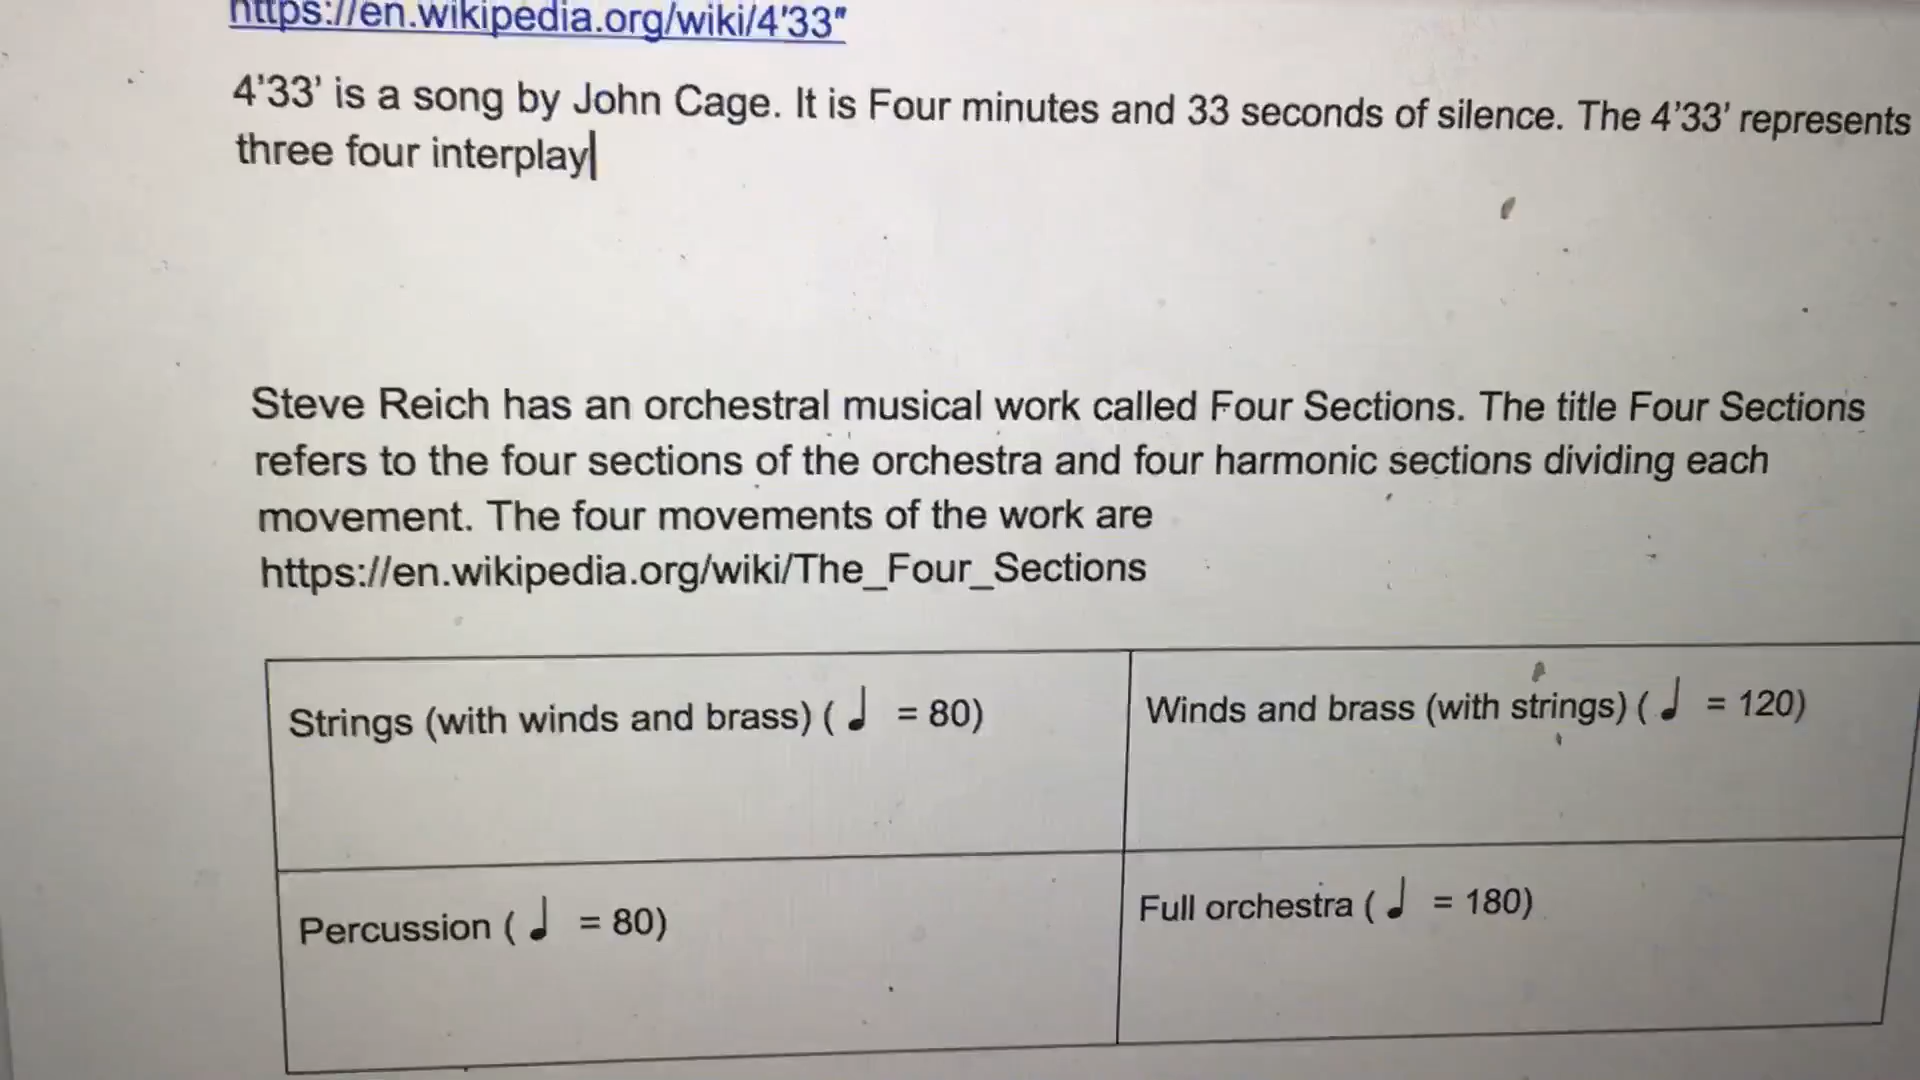 https://en.wikipedia.org/wiki/4'33"
4'33' is a song by John Cage. It is Four minutes and 33 seconds of silence. The 4'33' represents
three four interplay
Steve Reich has an orchestral musical work called Four Sections. The title Four Sections
refers to the four sections of the orchestra and four harmonic sections dividing each
movement. The four movements of the work are
https://en.wikipedia.org/wiki/The_Four_Sections
Strings (with winds and brass) (♩ = 80)
Winds and brass (with strings) (♩ = 120)
Percussion (♩ = 80)
Full orchestra (♩ = 180)